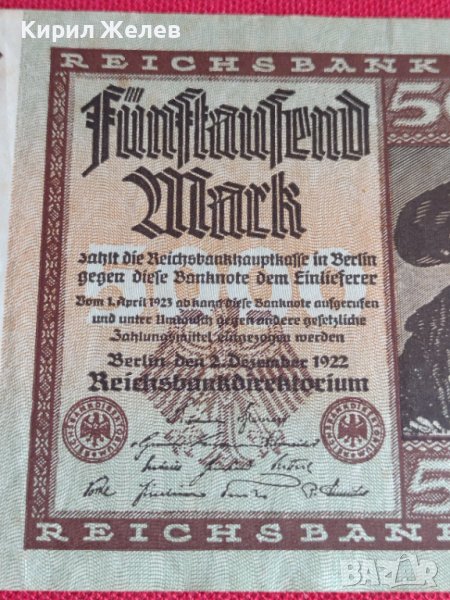 Кирил Желев
REICHSBANK
Fünftausend
Mark
zahlt die Reichsbankhauptkasse in Berlin
gegen diese Banknote dem Einlieferer
Vom 1. April 1923 ab kann diese Banknote aufgerufen
und unter Umtausch gegen andere gesetzliche
Zahlungsmittel eingezogen werden
Berlin, den 2. Dezember 1922
Reichsbankdirektorium
REICHSBANK
BAZAR